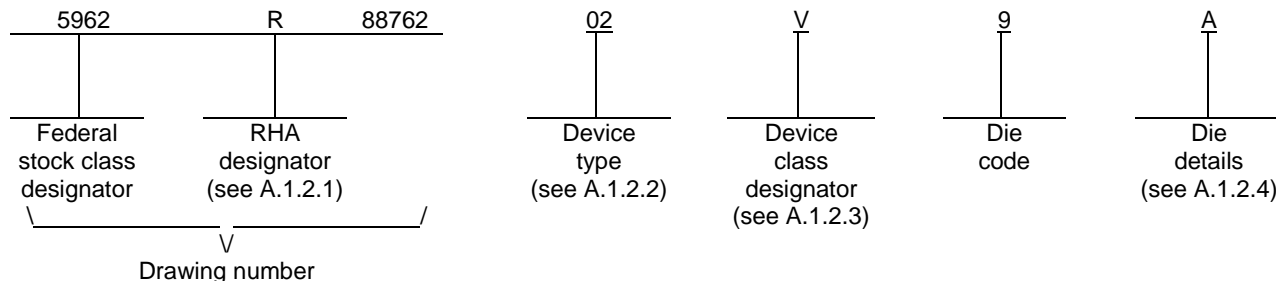 5962 R 88762 02 V 9 A
Federal stock class designator
RHA designator (see A.1.2.1)
Device type (see A.1.2.2)
Device class designator (see A.1.2.3)
Die code
Die details (see A.1.2.4)
Drawing number